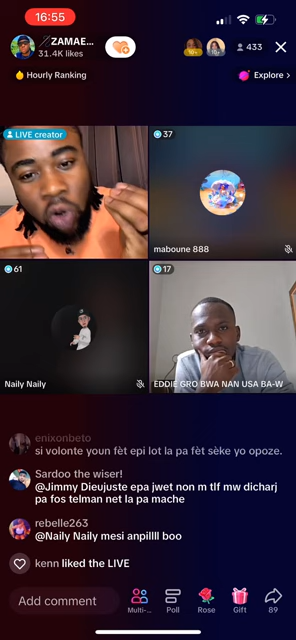 16:55
ZAMAE...
31.4K likes
10+
10+
433
Hourly Ranking
Explore >
LIVE creator
37
maboune 888
61
Naily Naily
17
EDDIE GRO BWA NAN USA BA-W
enixonbeto
si volonte youn fèt epi lot la pa fèt sèke yo opoze.
Sardoo the wiser!
@Jimmy Dieujuste epa jwet non m tlf mw dicharj
pa fos telman net la pa mache
rebelle263
@Naily Naily mesi anpillll boo
kenn liked the LIVE
Add comment
Multi-...
Poll
Rose
Gift
89